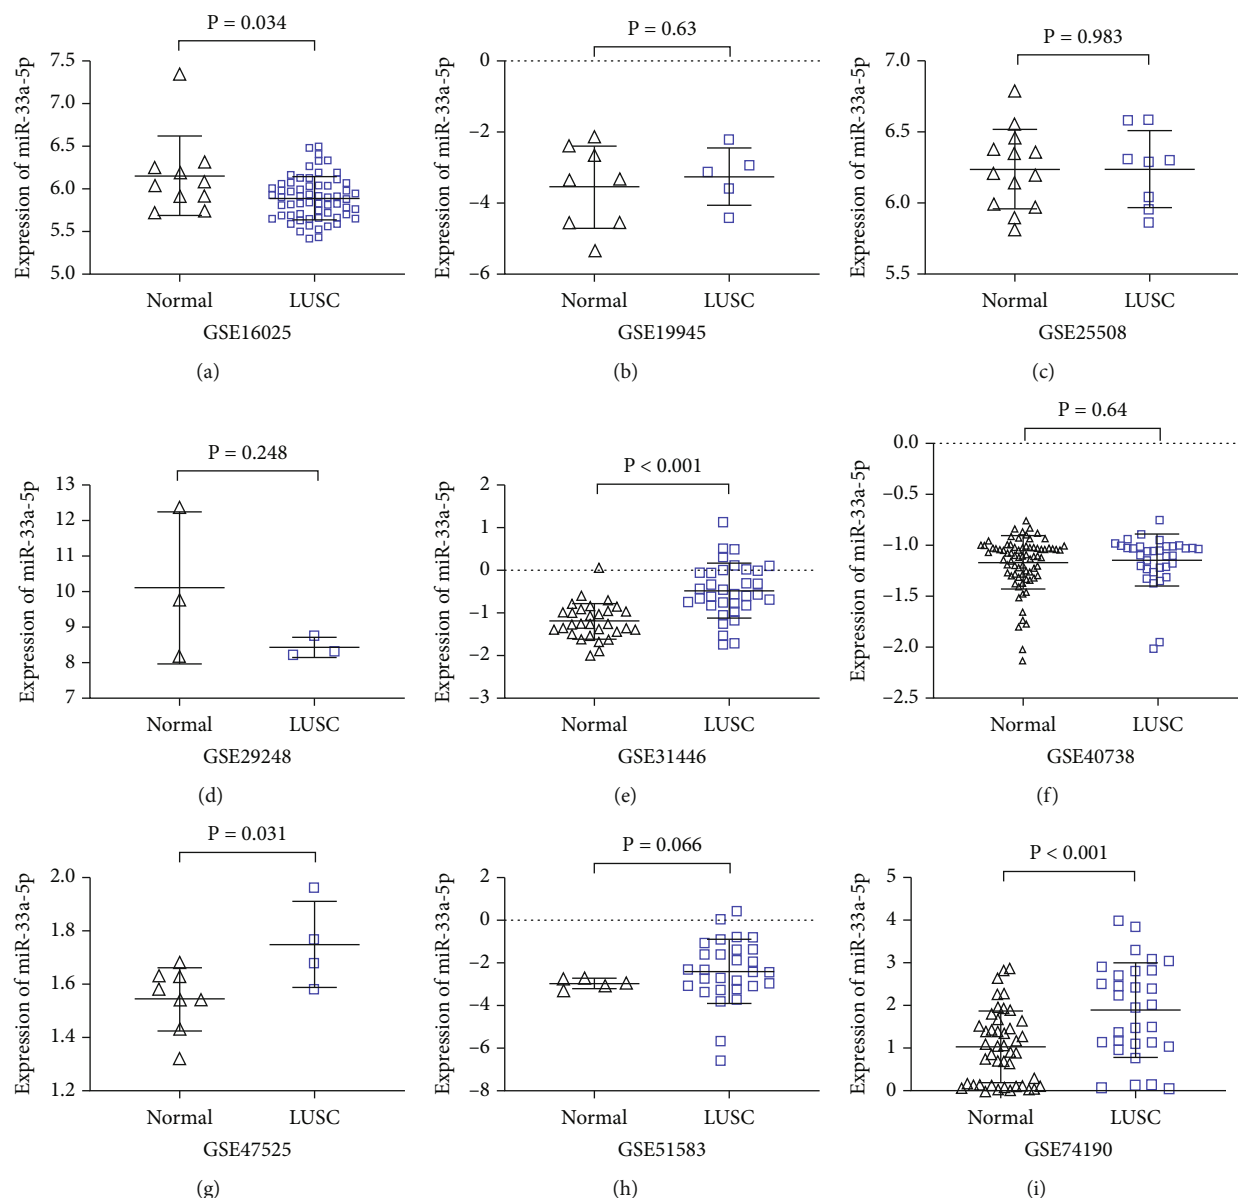 P = 0.034
Expression of miR-33a-5p
7.5
7.0
6.5
6.0
5.5
5.0
Normal
LUSC
GSE16025
(a)
P = 0.63
Expression of miR-33a-5p
0
−2
−4
−6
Normal
LUSC
GSE19945
(b)
P = 0.983
Expression of miR-33a-5p
7.0
6.5
6.0
5.5
Normal
LUSC
GSE25508
(c)
P = 0.248
Expression of miR-33a-5p
13
12
11
10
9
8
7
Normal
LUSC
GSE29248
(d)
P < 0.001
Expression of miR-33a-5p
2
1
0
−1
−2
−3
Normal
LUSC
GSE31446
(e)
P = 0.64
Expression of miR-33a-5p
0.0
−0.5
−1.0
−1.5
−2.0
−2.5
Normal
LUSC
GSE40738
(f)
P = 0.031
Expression of miR-33a-5p
2.0
1.8
1.6
1.4
1.2
Normal
LUSC
GSE47525
(g)
P = 0.066
Expression of miR-33a-5p
2
0
−2
−4
−6
−8
Normal
LUSC
GSE51583
(h)
P < 0.001
Expression of miR-33a-5p
5
4
3
2
1
0
Normal
LUSC
GSE74190
(i)